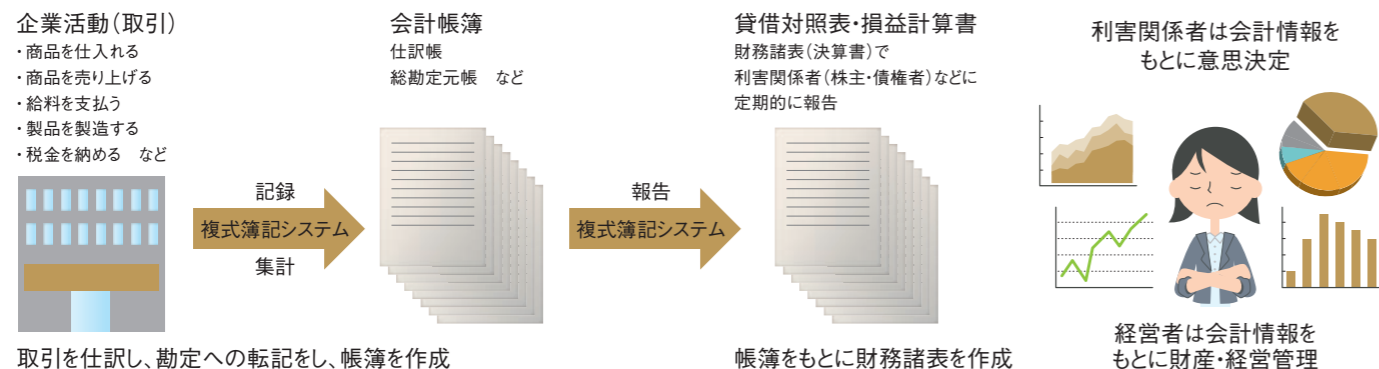 企業活動（取引）
・商品を仕入れる
・商品を売り上げる
・給料を支払う
・製品を製造する
・税金を納める　など
記録
複式簿記システム
集計
会計帳簿
仕訳帳
総勘定元帳　など
取引を仕訳し、勘定への転記をし、帳簿を作成
報告
複式簿記システム
貸借対照表・損益計算書
財務諸表（決算書）で
利害関係者（株主・債権者）などに
定期的に報告
帳簿をもとに財務諸表を作成
利害関係者は会計情報を
もとに意思決定
経営者は会計情報を
もとに財産・経営管理